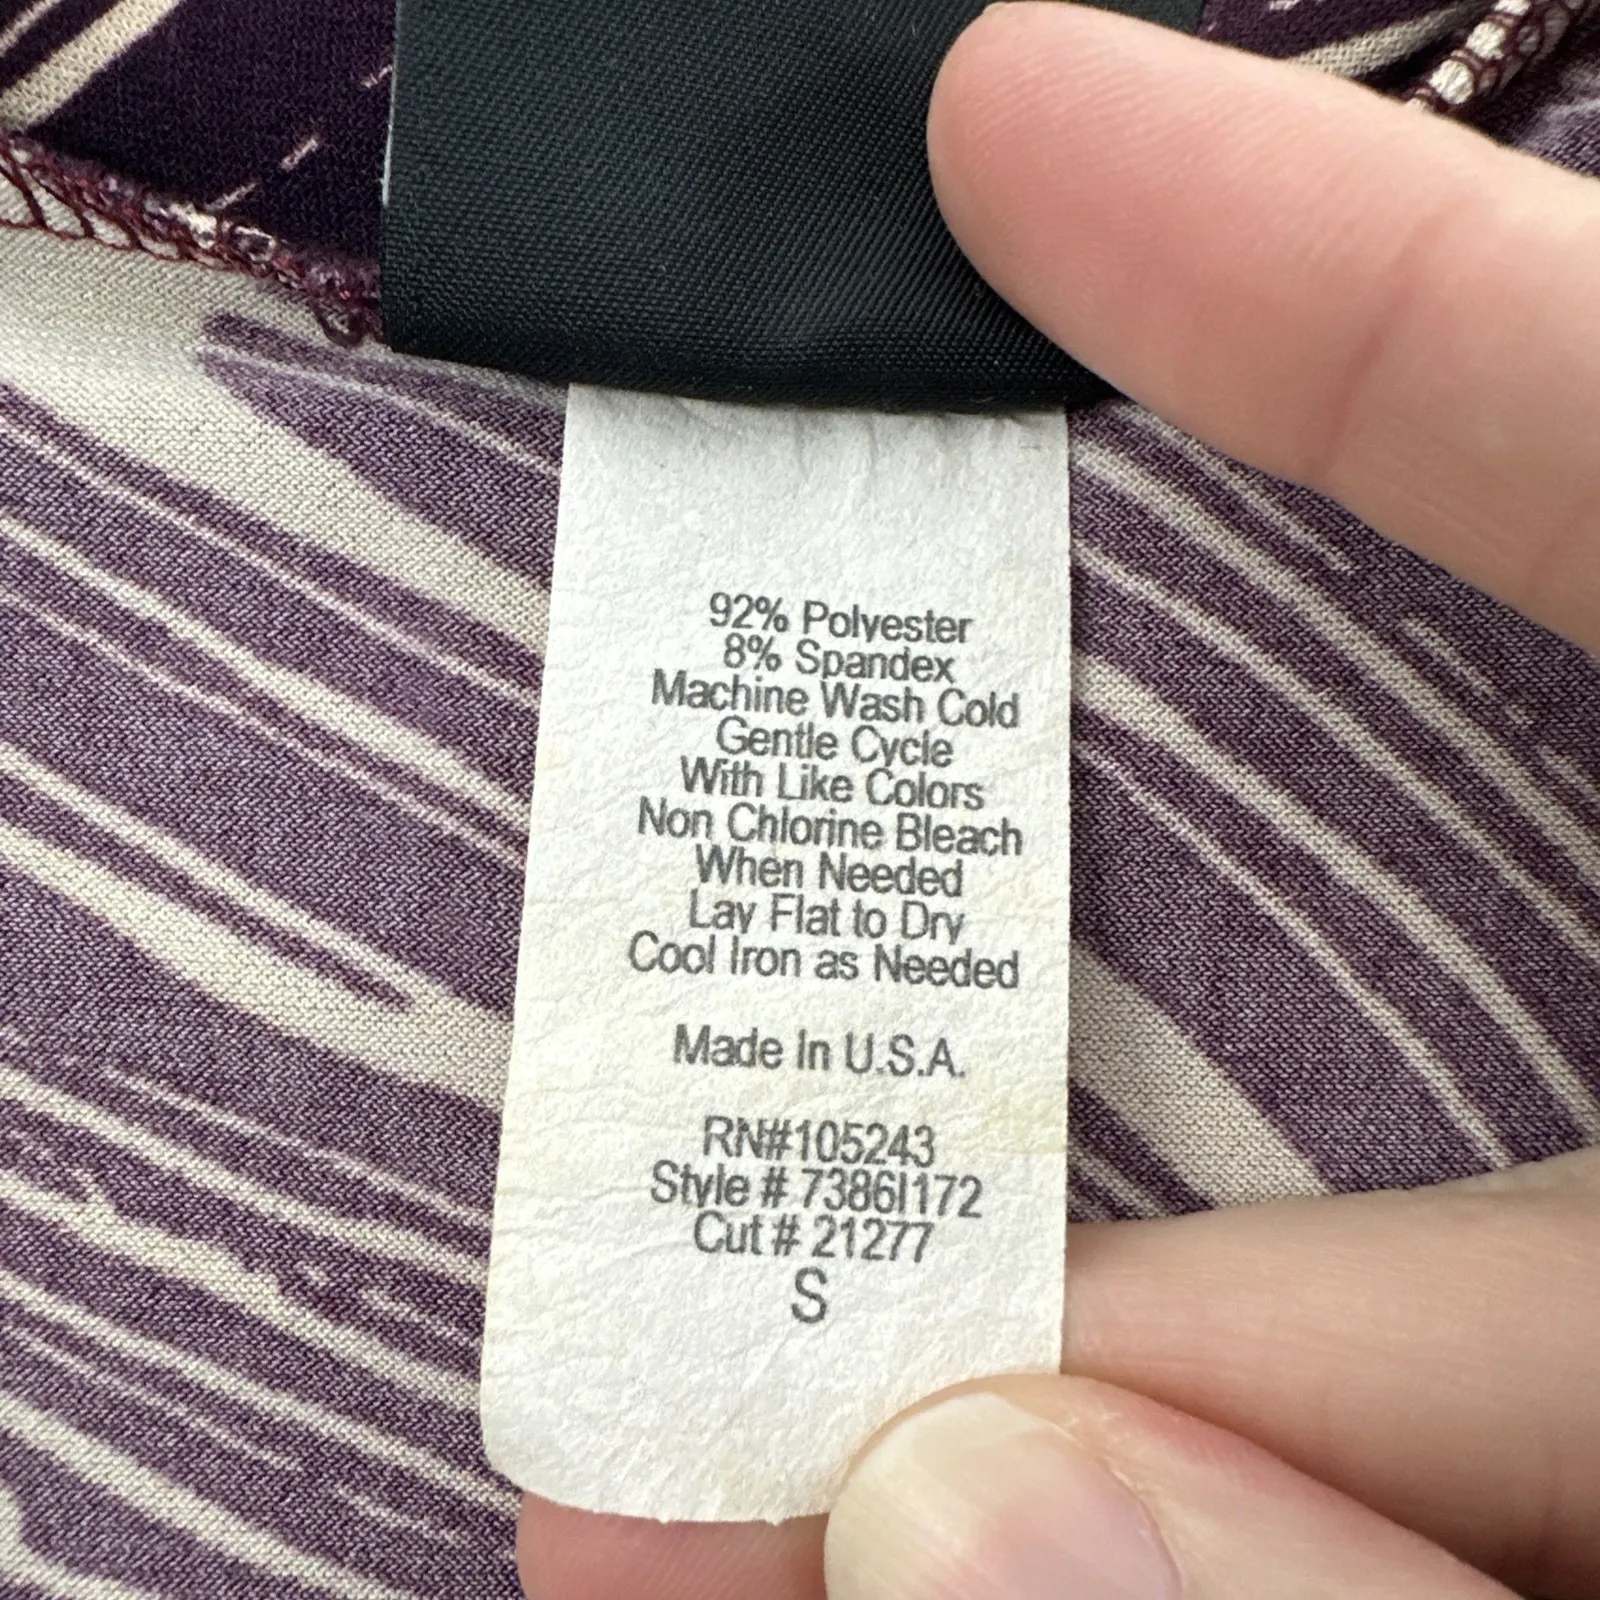 92% Polyester
8% Spandex
Machine Wash Cold
Gentle Cycle
With Like Colors
Non Chlorine Bleach
When Needed
Lay Flat to Dry
Cool Iron as Needed
Made In U.S.A.
RN#105243
Style # 7386I172
Cut # 21277
S